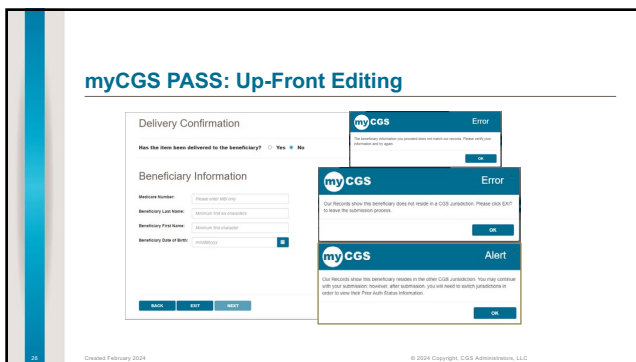 myCGS PASS: Up-Front Editing
Delivery Confirmation
Has the item been delivered to the beneficiary? Yes No
Beneficiary Information
Medicare Number: Please enter MBI only
Beneficiary Last Name: Minimum first six characters
Beneficiary First Name: Minimum first character
Beneficiary Date of Birth: mm/dd/yyyy
BACK EXIT NEXT
myCGS Error
The beneficiary information you provided does not match our records. Please verify your
information and try again.
OK
myCGS Error
Our Records show this beneficiary does not reside in a CGS Jurisdiction. Please click EXIT
to leave the submission process.
OK
myCGS Alert
Our Records show this beneficiary resides in the other CGS Jurisdiction. You may continue
with your submission; however, after submission, you will need to switch jurisdictions in
order to view their Prior Auth Status Information.
OK
26 Created February 2024 © 2024 Copyright, CGS Administrators, LLC